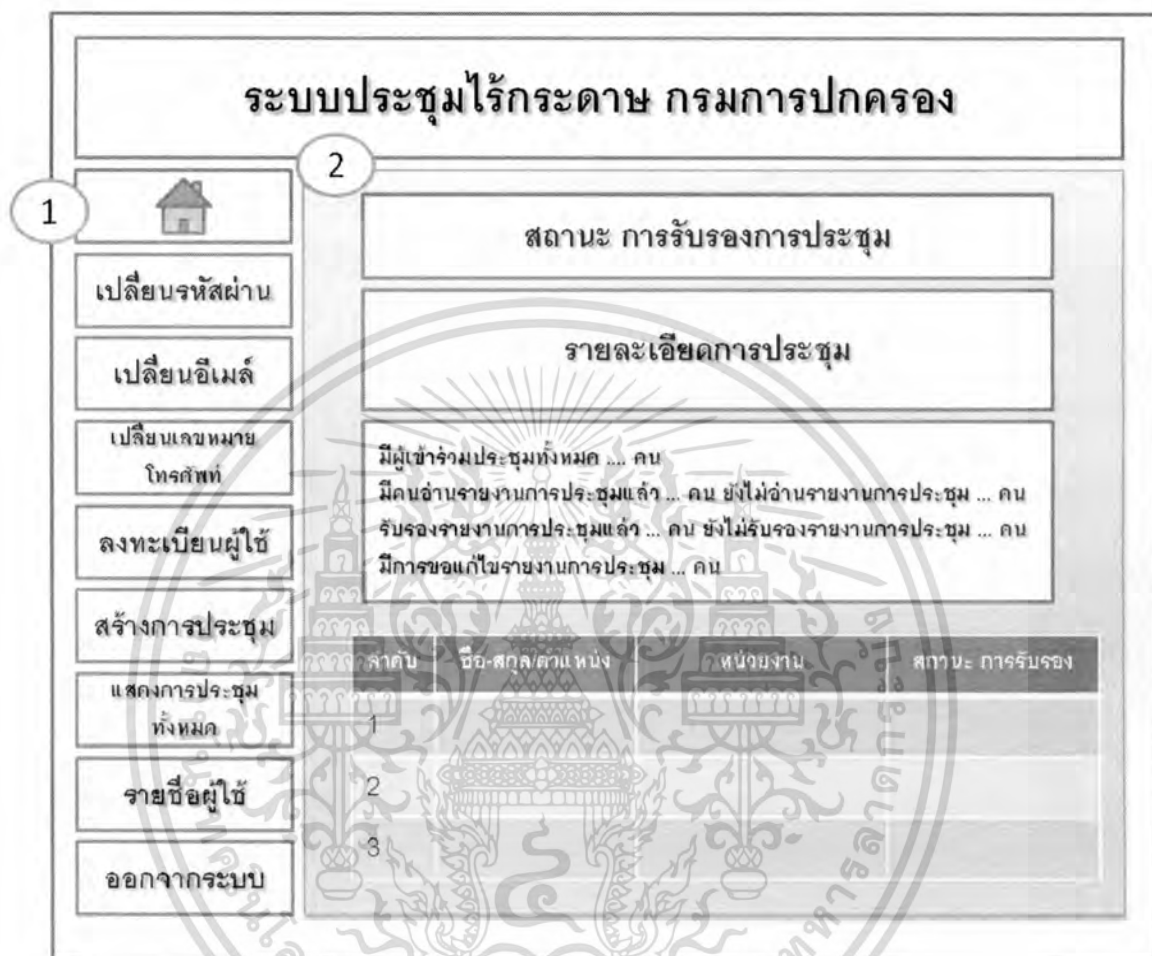 ระบบประชุมไร้กระดาษ กรมการปกครอง
1
2
เปลี่ยนรหัสผ่าน
เปลี่ยนอีเมล์
เปลี่ยนเลขหมาย
โทรศัพท์
ลงทะเบียนผู้ใช้
สร้างการประชุม
แสดงการประชุม
ทั้งหมด
รายชื่อผู้ใช้
ออกจากระบบ
สถานะ การรับรองการประชุม
รายละเอียดการประชุม
มีผู้เข้าร่วมประชุมทั้งหมด .... คน
มีคนอ่านรายงานการประชุมแล้ว ... คน ยังไม่อ่านรายงานการประชุม ... คน
รับรองรายงานการประชุมแล้ว ... คน ยังไม่รับรองรายงานการประชุม ... คน
มีการขอแก้ไขรายงานการประชุม ... คน
ลำดับ ชื่อ-สกุล/ตำแหน่ง หน่วยงาน สถานะ การรับรอง
1
2
3